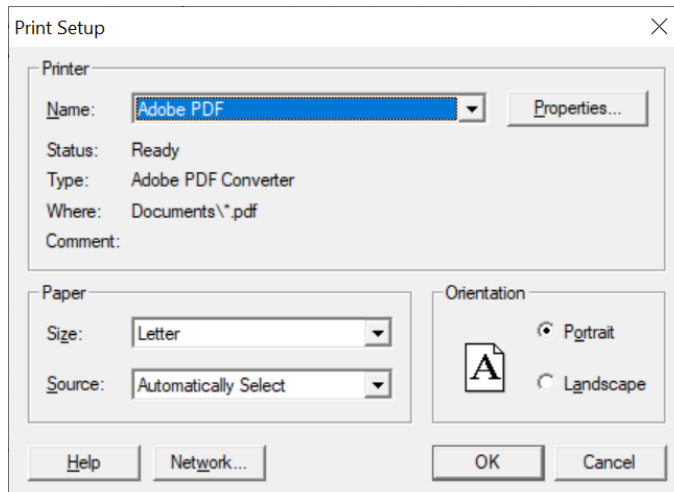 Print Setup
Printer
Name: Adobe PDF Properties...
Status: Ready
Type: Adobe PDF Converter
Where: Documents\*.pdf
Comment:
Paper
Size: Letter
Source: Automatically Select
Orientation
A
Portrait
Landscape
Help Network... OK Cancel